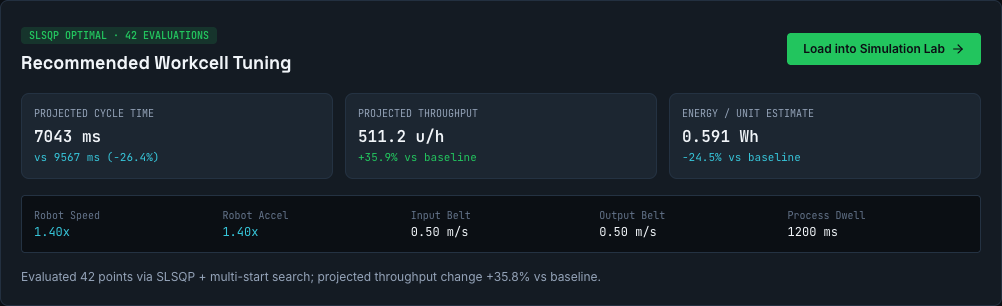 SLSQP OPTIMAL · 42 EVALUATIONS
Recommended Workcell Tuning
Load into Simulation Lab →
PROJECTED CYCLE TIME
7043 ms
vs 9567 ms (-26.4%)
PROJECTED THROUGHPUT
511.2 u/h
+35.9% vs baseline
ENERGY / UNIT ESTIMATE
0.591 Wh
-24.5% vs baseline
Robot Speed
1.40x
Robot Accel
1.40x
Input Belt
0.50 m/s
Output Belt
0.50 m/s
Process Dwell
1200 ms
Evaluated 42 points via SLSQP + multi-start search; projected throughput change +35.8% vs baseline.